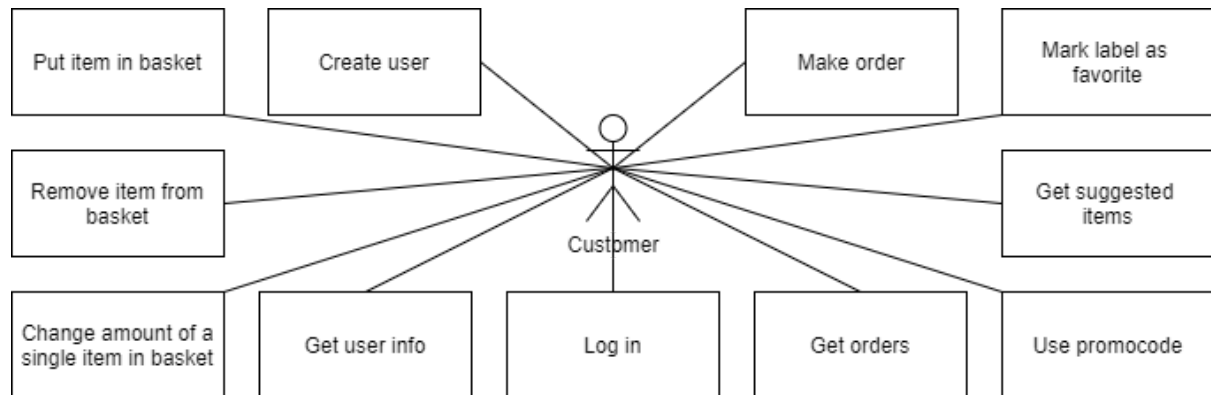 Put item in basket
Create user
Make order
Mark label as
favorite
Remove item from
basket
Customer
Get suggested
items
Change amount of a
single item in basket
Get user info
Log in
Get orders
Use promocode